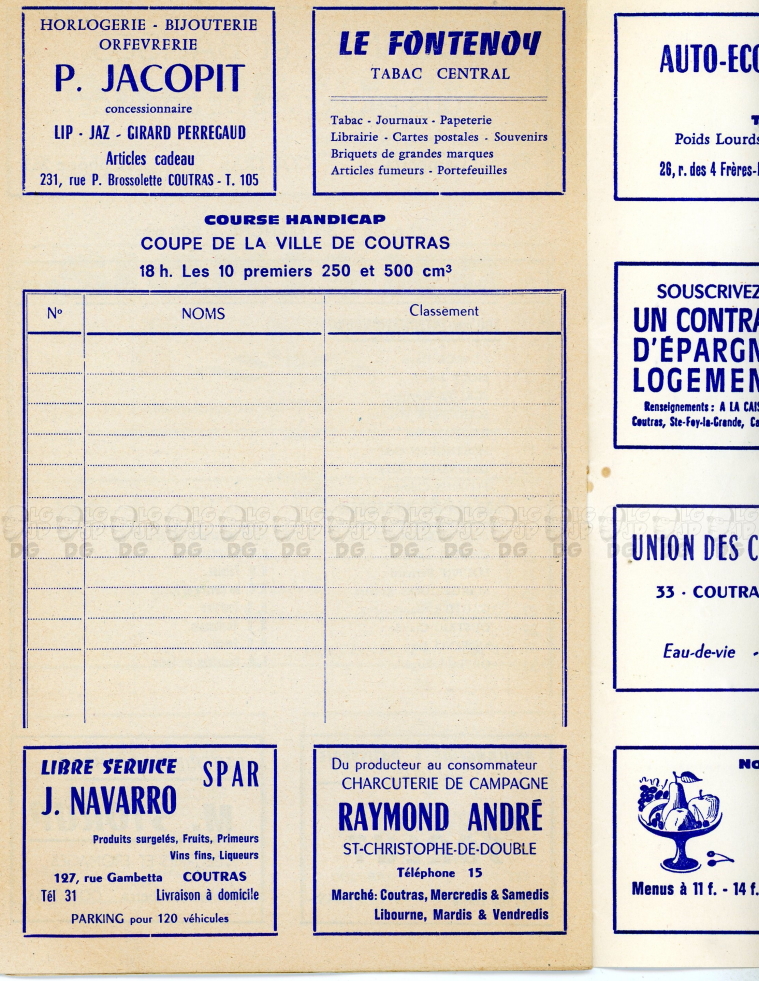 HORLOGERIE - BIJOUTERIE
ORFEVRERIE
P. JACOPIT
concessionnaire
LIP - JAZ - GIRARD PERREGAUD
Articles cadeau
231, rue P. Brossolette COUTRAS - T. 105
LE FONTENOY
TABAC CENTRAL
Tabac - Journaux - Papeterie
Librairie - Cartes postales - Souvenirs
Briquets de grandes marques
Articles fumeurs - Portefeuilles
COURSE HANDICAP
COUPE DE LA VILLE DE COUTRAS
18 h. Les 10 premiers 250 et 500 cm³
Nº NOMS Classement
LIBRE SERVICE SPAR
J. NAVARRO
Produits surgelés, Fruits, Primeurs
Vins fins, Liqueurs
127, rue Gambetta COUTRAS
Tél 31 Livraison à domicile
PARKING pour 120 véhicules
Du producteur au consommateur
CHARCUTERIE DE CAMPAGNE
RAYMOND ANDRÉ
ST-CHRISTOPHE-DE-DOUBLE
Téléphone 15
Marché: Coutras, Mercredis & Samedis
Libourne, Mardis & Vendredis
AUTO-ECO
T
Poids Lourds
26, r. des 4 Frères-
SOUSCRIVEZ
UN CONTRA
D'ÉPARGN
LOGEMEN
Renseignements : A LA CAIS
Coutras, Ste-Foy-la-Grande, Ca
UNION DES C
33 - COUTRA
Eau-de-vie -
No
Menus à 11 f. - 14 f.